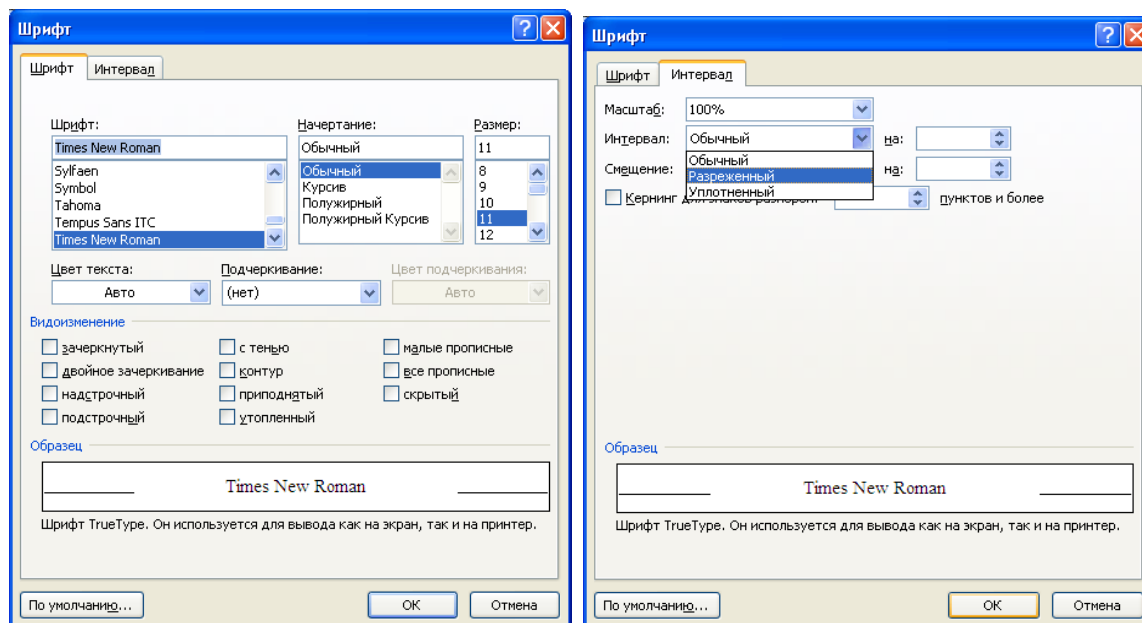 Шрифт
Шрифт Интервал
Шрифт: Начертание: Размер:
Times New Roman Обычный 11
Sylfaen Обычный 8
Symbol Курсив 9
Tahoma Полужирный 10
Tempus Sans ITC Полужирный Курсив 11
Times New Roman 12
Цвет текста: Подчеркивание: Цвет подчеркивания:
Авто (нет) Авто
Видоизменение
зачеркнутый с тенью малые прописные
двойное зачеркивание контур все прописные
надстрочный приподнятый скрытый
подстрочный утопленный
Образец
Times New Roman
Шрифт TrueType. Он используется для вывода как на экран, так и на принтер.
По умолчанию... ОК Отмена
Шрифт
Шрифт Интервал
Масштаб: 100%
Интервал: Обычный на:
Обычный
Смещение: Разреженный на:
Уплотненный
Кернинг для знаков пунктов и более
Образец
Times New Roman
Шрифт TrueType. Он используется для вывода как на экран, так и на принтер.
По умолчанию... ОК Отмена